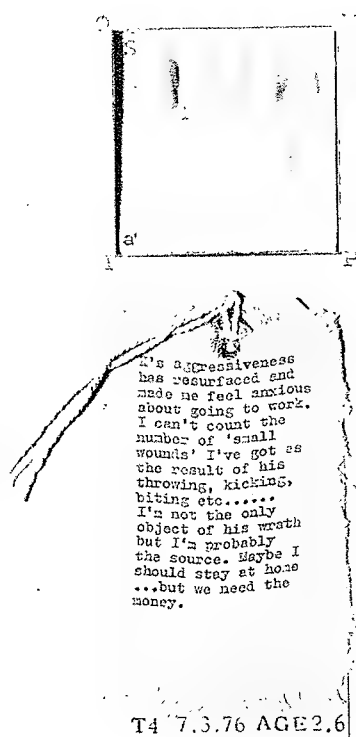 S
a'
K's aggressiveness
has resurfaced and
made me feel anxious
about going to work.
I can't count the
number of 'small
wounds' I've got as
the result of his
throwing, kicking,
biting etc......
I'm not the only
object of his wrath
but I'm probably
the source. Maybe I
should stay at home
...but we need the
money.
T4 7.3.76 AGE2.6